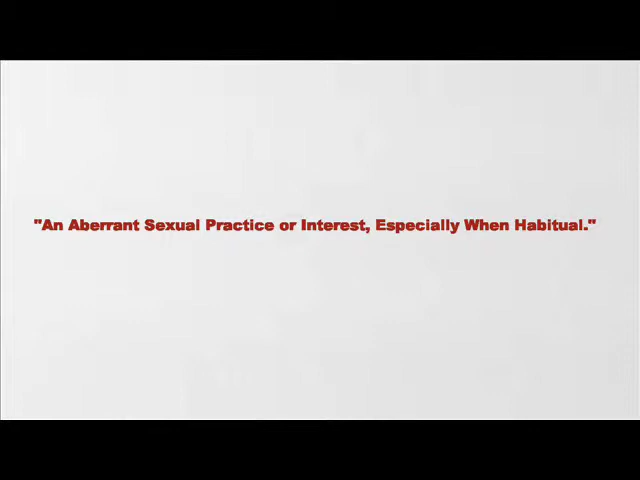 "An Aberrant Sexual Practice or Interest, Especially When Habitual."